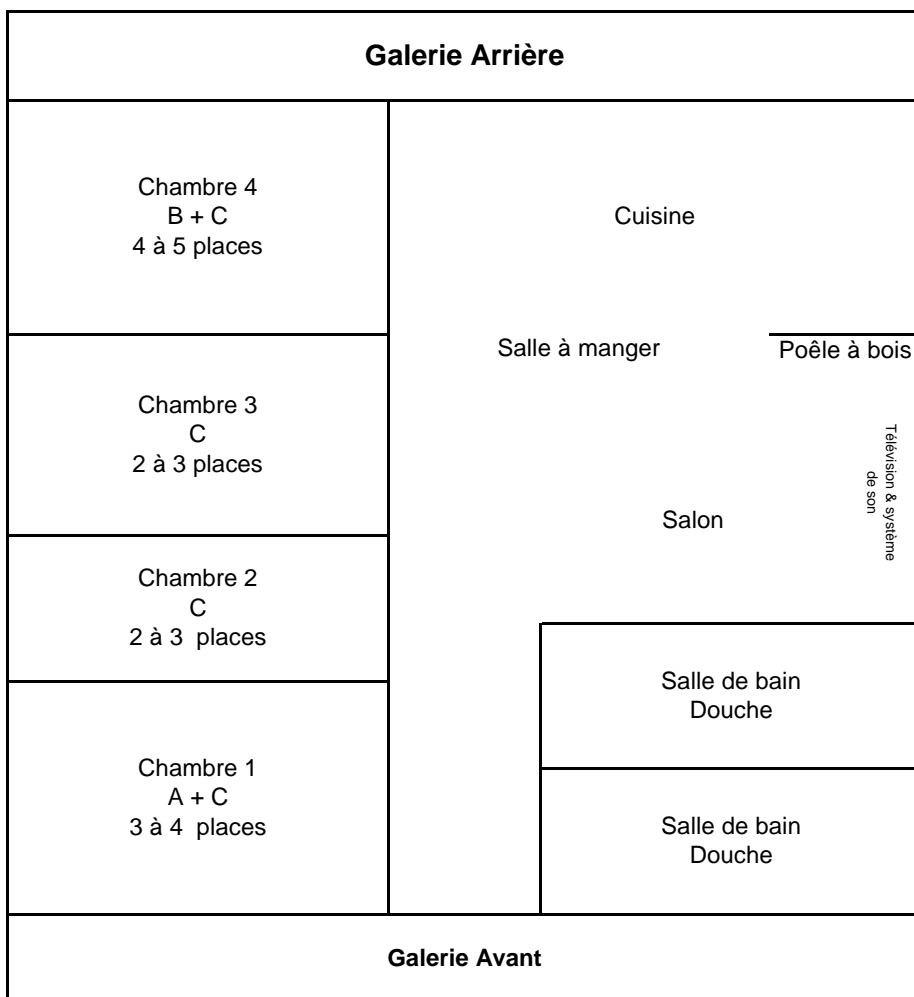 Galerie Arrière
Chambre 4
B + C
4 à 5 places
Cuisine
Salle à manger
Poêle à bois
Chambre 3
C
2 à 3 places
Télévision & système
de son
Salon
Chambre 2
C
2 à 3 places
Salle de bain
Douche
Chambre 1
A + C
3 à 4 places
Salle de bain
Douche
Galerie Avant